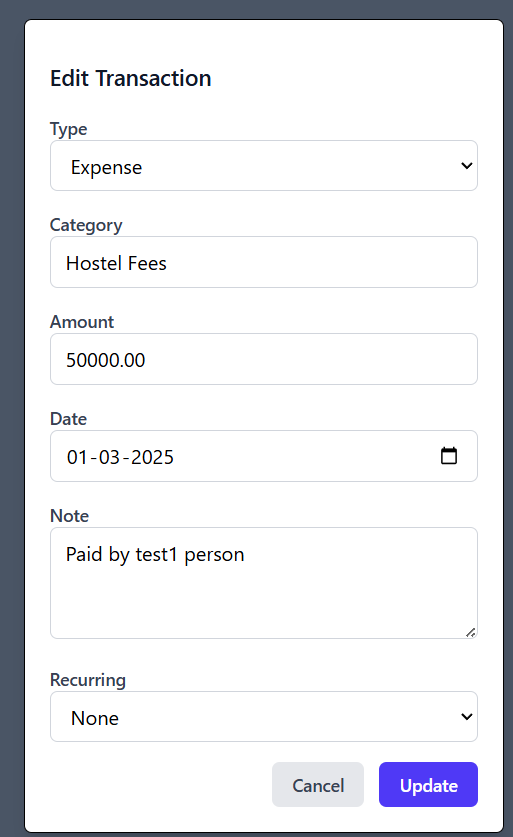 Edit Transaction
Type
Expense
Category
Hostel Fees
Amount
50000.00
Date
01-03-2025
Note
Paid by test1 person
Recurring
None
Cancel Update